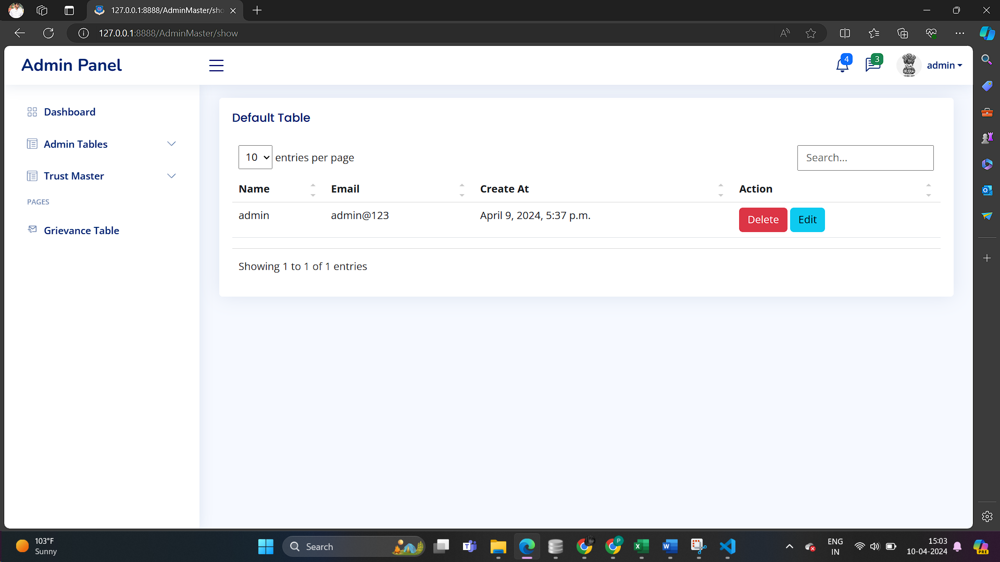 127.0.0.1:8888/AdminMaster/sho
127.0.0.1:8888/AdminMaster/show
Admin Panel
4
3
admin
Dashboard
Admin Tables
Trust Master
PAGES
Grievance Table
Default Table
10 entries per page
Search...
Name Email Create At Action
admin admin@123 April 9, 2024, 5:37 p.m. Delete Edit
Showing 1 to 1 of 1 entries
103°F
Sunny
Search
P
ENG
IN
15:03
10-04-2024
PRE